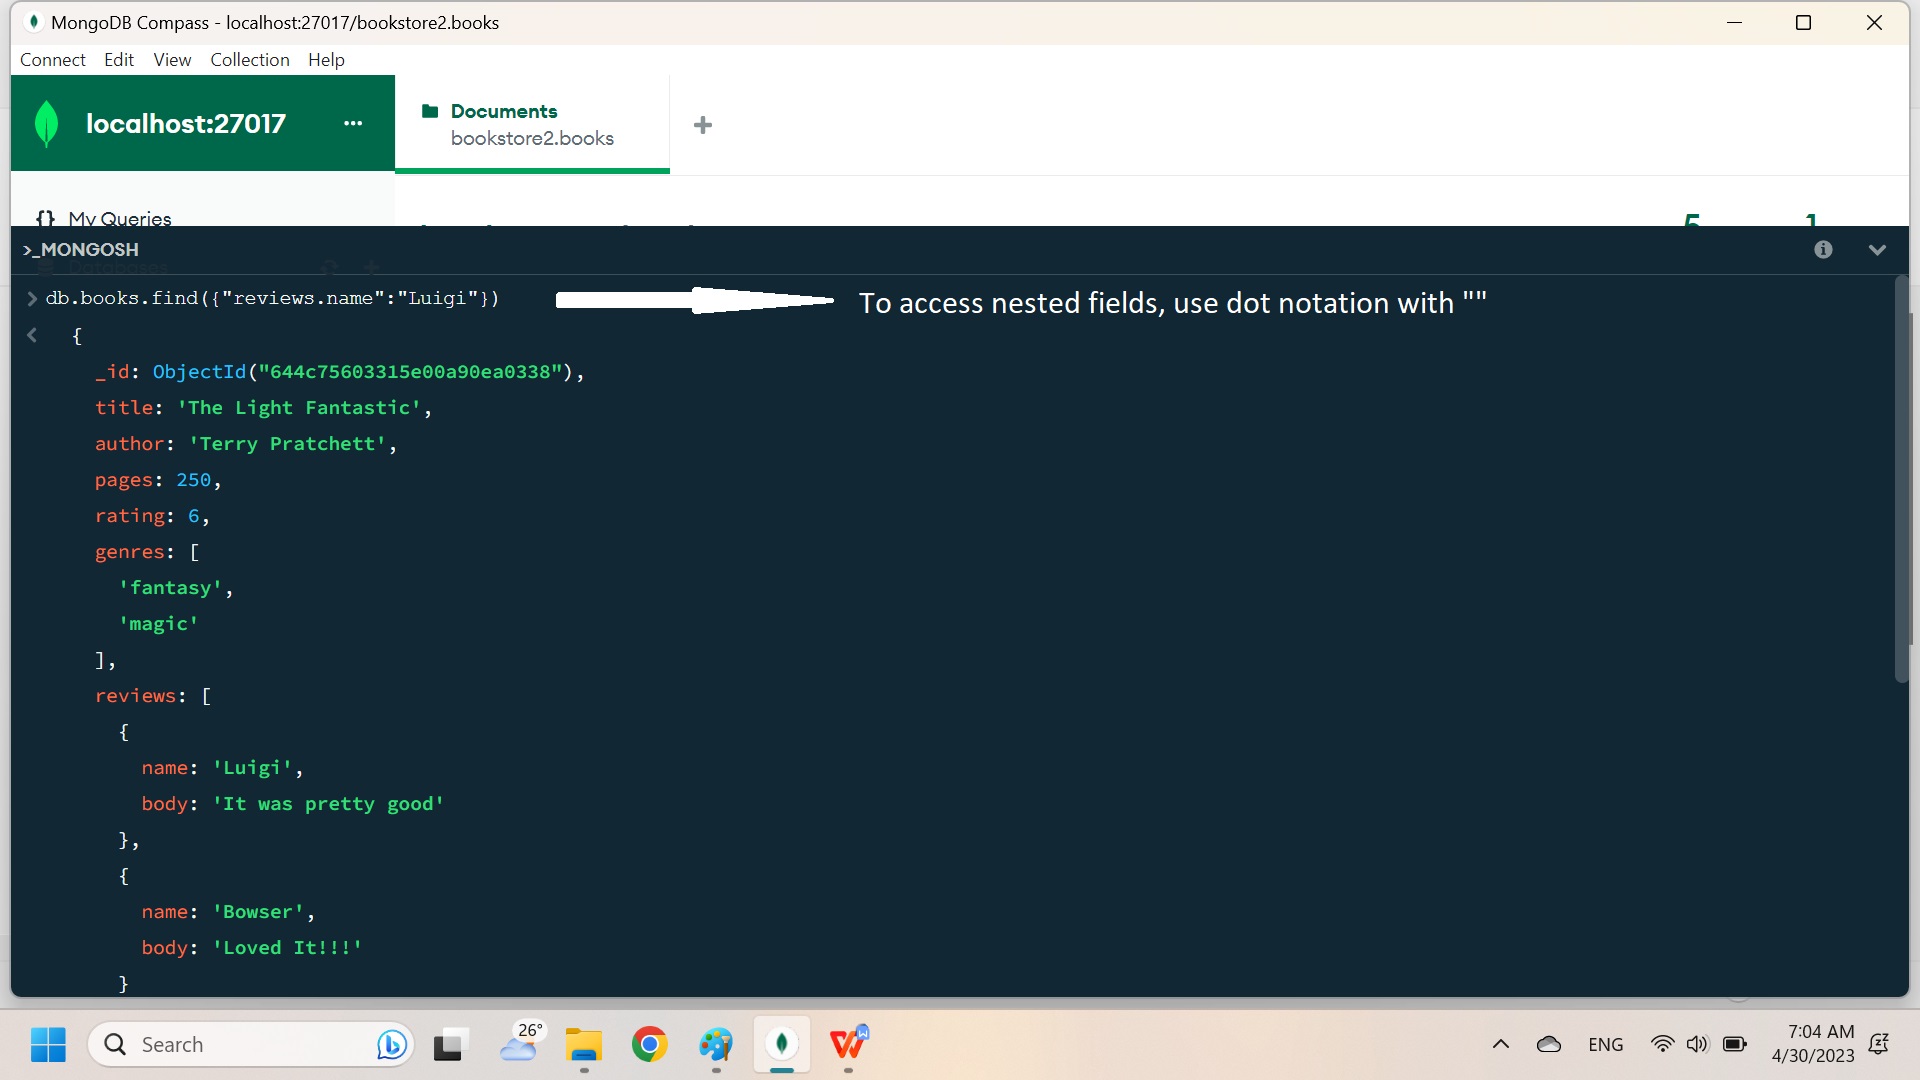 MongoDB Compass - localhost:27017/bookstore2.books
Connect Edit View Collection Help
localhost:27017 ...
Documents
bookstore2.books
{} My Queries
5 1
>_MONGOSH
Databases
db.books.find({"reviews.name":"Luigi"})
To access nested fields, use dot notation with ""
{
_id: ObjectId("644c75603315e00a90ea0338"),
title: 'The Light Fantastic',
author: 'Terry Pratchett',
pages: 250,
rating: 6,
genres: [
'fantasy',
'magic'
],
reviews: [
{
name: 'Luigi',
body: 'It was pretty good'
},
{
name: 'Bowser',
body: 'Loved It!!!'
}
Search
26°
ENG
7:04 AM
4/30/2023